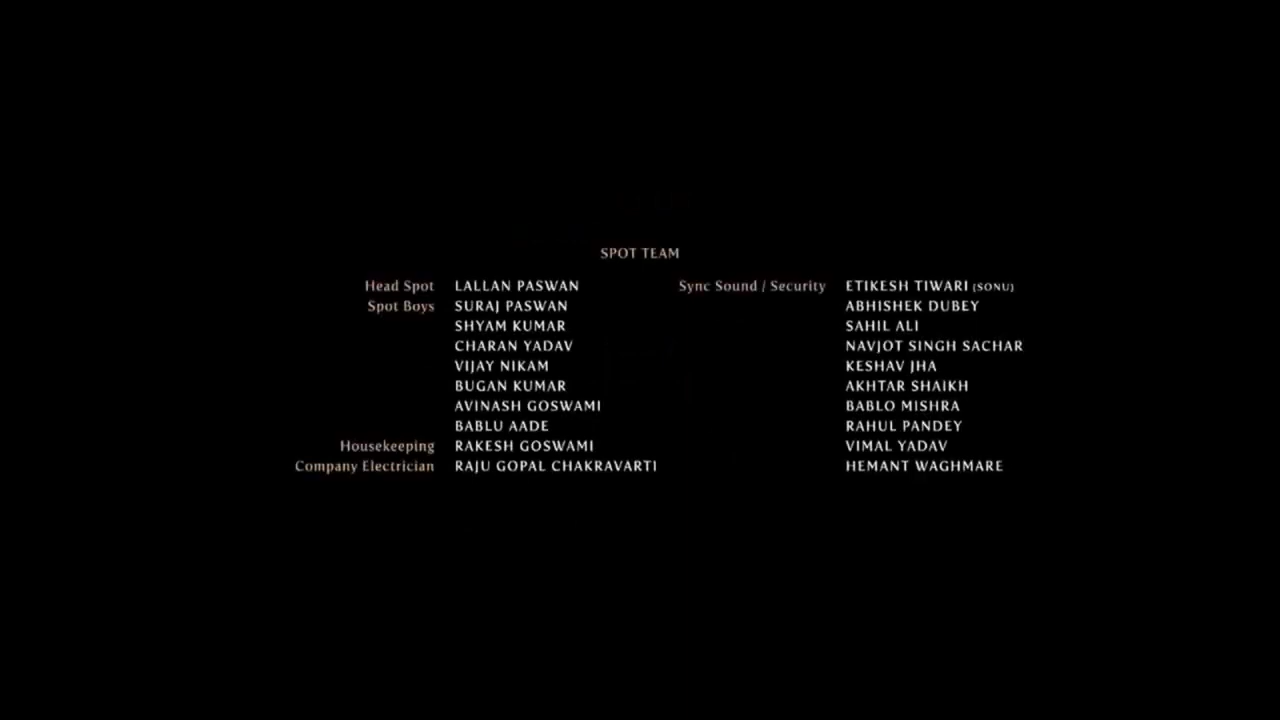 SPOT TEAM
Head Spot LALLAN PASWAN Sync Sound / Security ETIKESH TIWARI (SONU)
Spot Boys SURAJ PASWAN ABHISHEK DUBEY
SHYAM KUMAR SAHIL ALI
CHARAN YADAV NAVJOT SINGH SACHAR
VIJAY NIKAM KESHAV JHA
BUGAN KUMAR AKHTAR SHAIKH
AVINASH GOSWAMI BABLO MISHRA
BABLU AADE RAHUL PANDEY
Housekeeping RAKESH GOSWAMI VIMAL YADAV
Company Electrician RAJU GOPAL CHAKRAVARTI HEMANT WAGHMARE